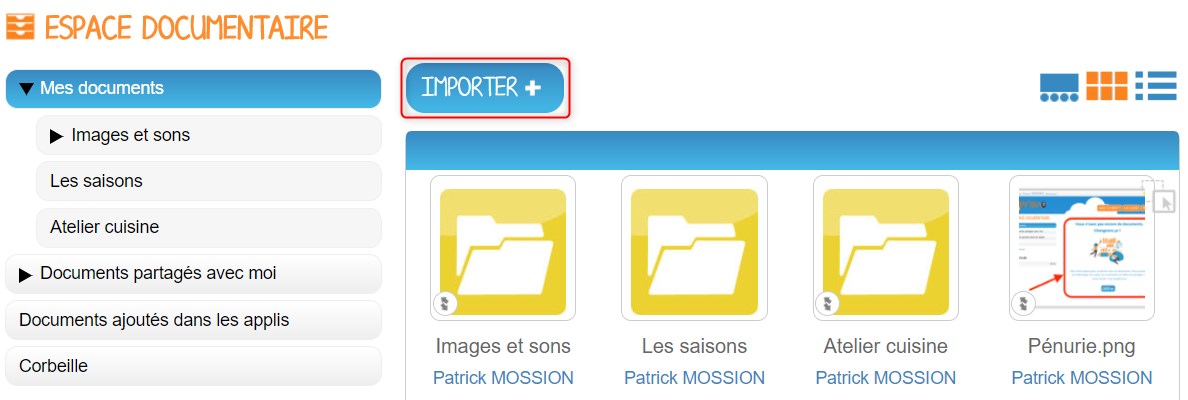 ESPACE DOCUMENTAIRE
Mes documents
Images et sons
Les saisons
Atelier cuisine
Documents partagés avec moi
Documents ajoutés dans les applis
Corbeille
IMPORTER +
Images et sons
Les saisons
Atelier cuisine
Pénurie.png
Patrick MOSSION
Patrick MOSSION
Patrick MOSSION
Patrick MOSSION